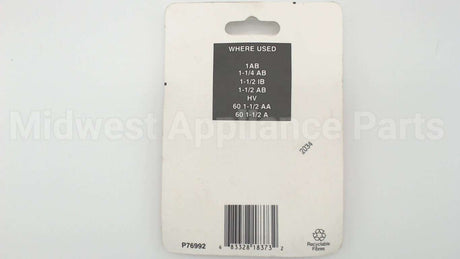 WHERE USED
1AB
1-1/4 AB
1-1/2 IB
1-1/2 AB
HV
60 1-1/2 AA
60 1-1/2 A
Midwest Appliance Parts
2034
P76992
6 83328 18373 2
Recyclable
Fibres